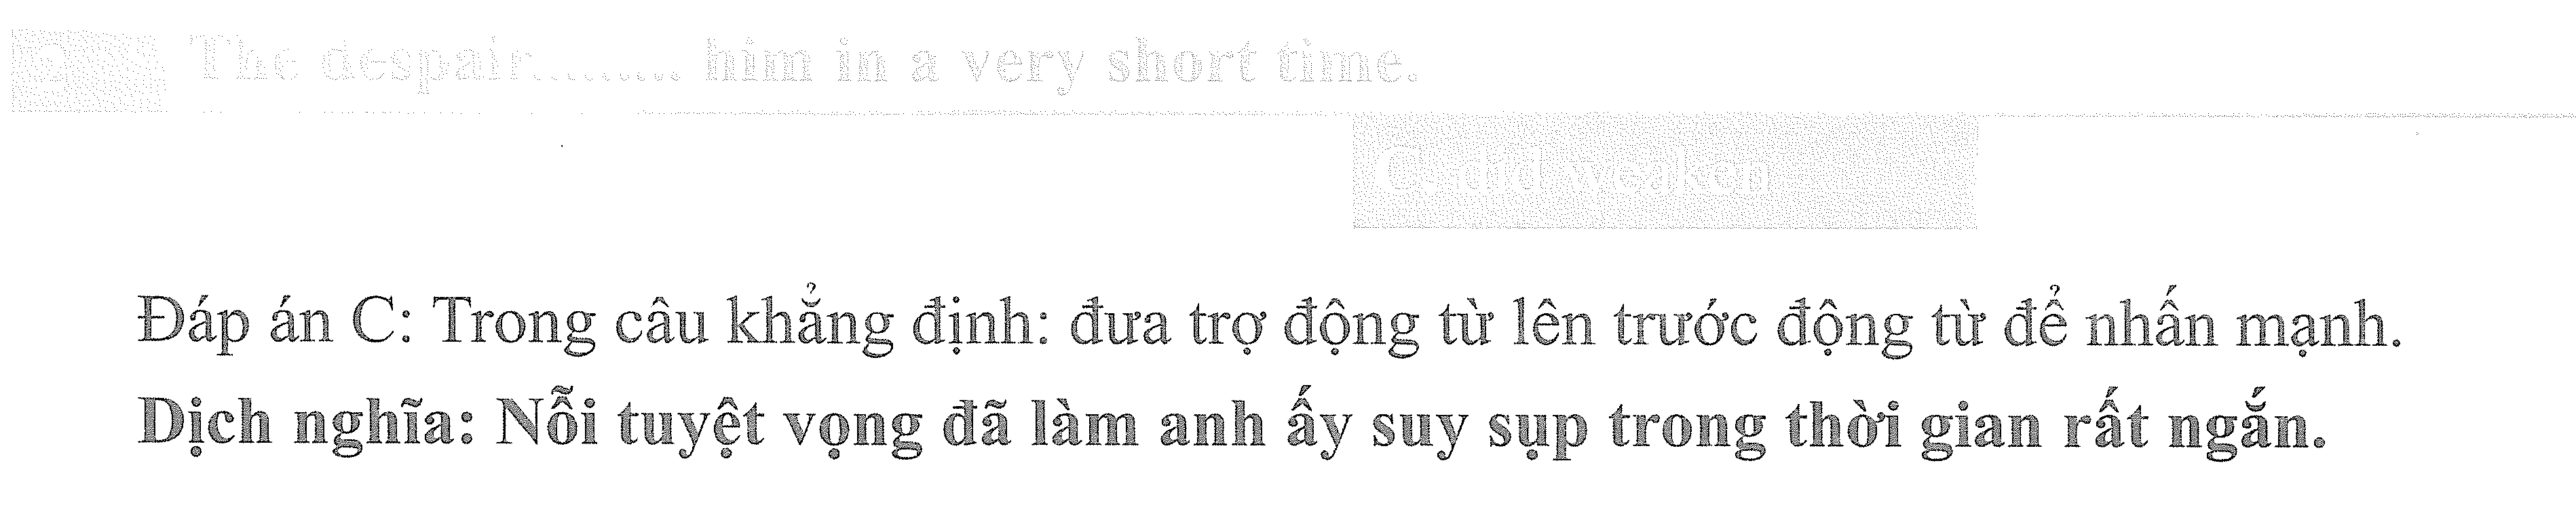 2 The despair......... him in a very short time.
C. did weaken
Đáp án C: Trong câu khẳng định: đưa trợ động từ lên trước động từ để nhấn mạnh.
Dịch nghĩa: Nỗi tuyệt vọng đã làm anh ấy suy sụp trong thời gian rất ngắn.